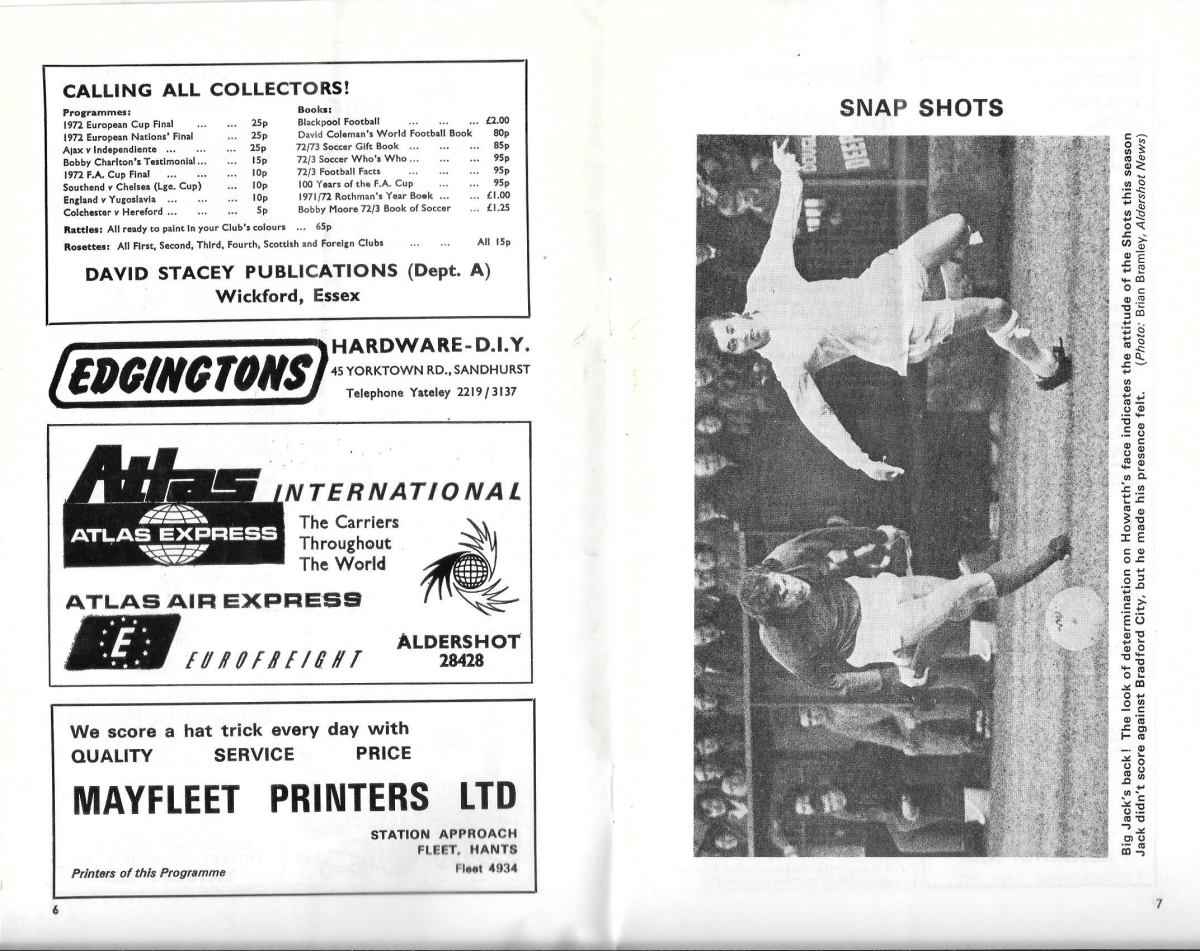 CALLING ALL COLLECTORS!
Programmes:
1972 European Cup Final ... ... 25p
1972 European Nations' Final ... 25p
Ajax v Independiente ... ... ... 25p
Bobby Charlton's Testimonial ... ... 15p
1972 F.A. Cup Final ... ... ... 10p
Southend v Chelsea (Lge. Cup) ... 10p
England v Yugoslavia ... ... ... 10p
Colchester v Hereford ... ... ... 5p
Books:
Blackpool Football ... ... ... £2.00
David Coleman's World Football Book 80p
72/73 Soccer Gift Book ... ... ... 85p
72/3 Soccer Who's Who ... ... ... 95p
72/3 Football Facts ... ... ... 95p
100 Years of the F.A. Cup ... ... 95p
1971/72 Rothman's Year Book ... ... £1.00
Bobby Moore 72/3 Book of Soccer ... £1.25
Rattles: All ready to paint in your Club's colours ... 65p
Rosettes: All First, Second, Third, Fourth, Scottish and Foreign Clubs ... ... All 15p
DAVID STACEY PUBLICATIONS (Dept. A)
Wickford, Essex
EDGINGTONS
HARDWARE-D.I.Y.
45 YORKTOWN RD., SANDHURST
Telephone Yateley 2219/3137
Atlas INTERNATIONAL
ATLAS EXPRESS
The Carriers
Throughout
The World
ATLAS AIR EXPRESS
E
EUROFREIGHT
ALDERSHOT
28428
We score a hat trick every day with
QUALITY SERVICE PRICE
MAYFLEET PRINTERS LTD
STATION APPROACH
FLEET, HANTS
Fleet 4934
Printers of this Programme
6
SNAP SHOTS
Big Jack's back! The look of determination on Howarth's face indicates the attitude of the Shots this season
Jack didn't score against Bradford City, but he made his presence felt. (Photo: Brian Bramley, Aldershot News)
7